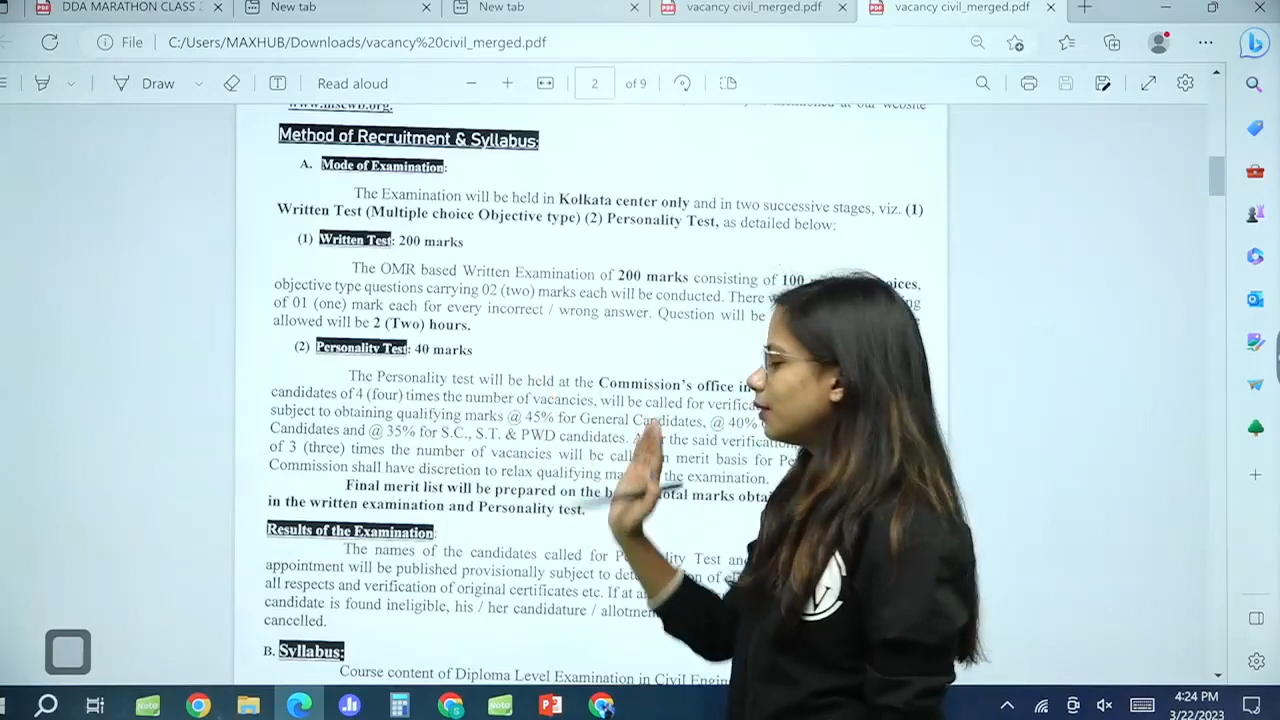 DDA MARATHON CLASS
New tab
New tab
vacancy civil_merged.pdf
vacancy civil_merged.pdf
File C:/Users/MAXHUB/Downloads/vacancy%20civil_merged.pdf
Draw
Read aloud
2 of 9
www.mscwb.org. mentioned at our website
Method of Recruitment & Syllabus:
A. Mode of Examination:
The Examination will be held in Kolkata center only and in two successive stages, viz. (1)
Written Test (Multiple choice Objective type) (2) Personality Test, as detailed below:
(1) Written Test: 200 marks
The OMR based Written Examination of 200 marks consisting of 100
objective type questions carrying 02 (two) marks each will be conducted. There
of 01 (one) mark each for every incorrect / wrong answer. Question will be
allowed will be 2 (Two) hours.
(2) Personality Test: 40 marks
The Personality test will be held at the Commission's office in
candidates of 4 (four) times the number of vacancies, will be called for
subject to obtaining qualifying marks @ 45% for General Candidates, @ 40%
Candidates and @ 35% for S.C., S.T. & PWD candidates. the said
of 3 (three) times the number of vacancies will be merit basis for
Commission shall have discretion to relax qualifying the examination.
Final merit list will be prepared on the total marks
in the written examination and Personality test.
Results of the Examination:
The names of the candidates called for Test
appointment will be published provisionally subject to of
all respects and verification of original certificates etc. If at
candidate is found ineligible, his / her candidature /
cancelled.
B. Syllabus:
Course content of Diploma Level Examination in Civil
4:24 PM
3/22/2023